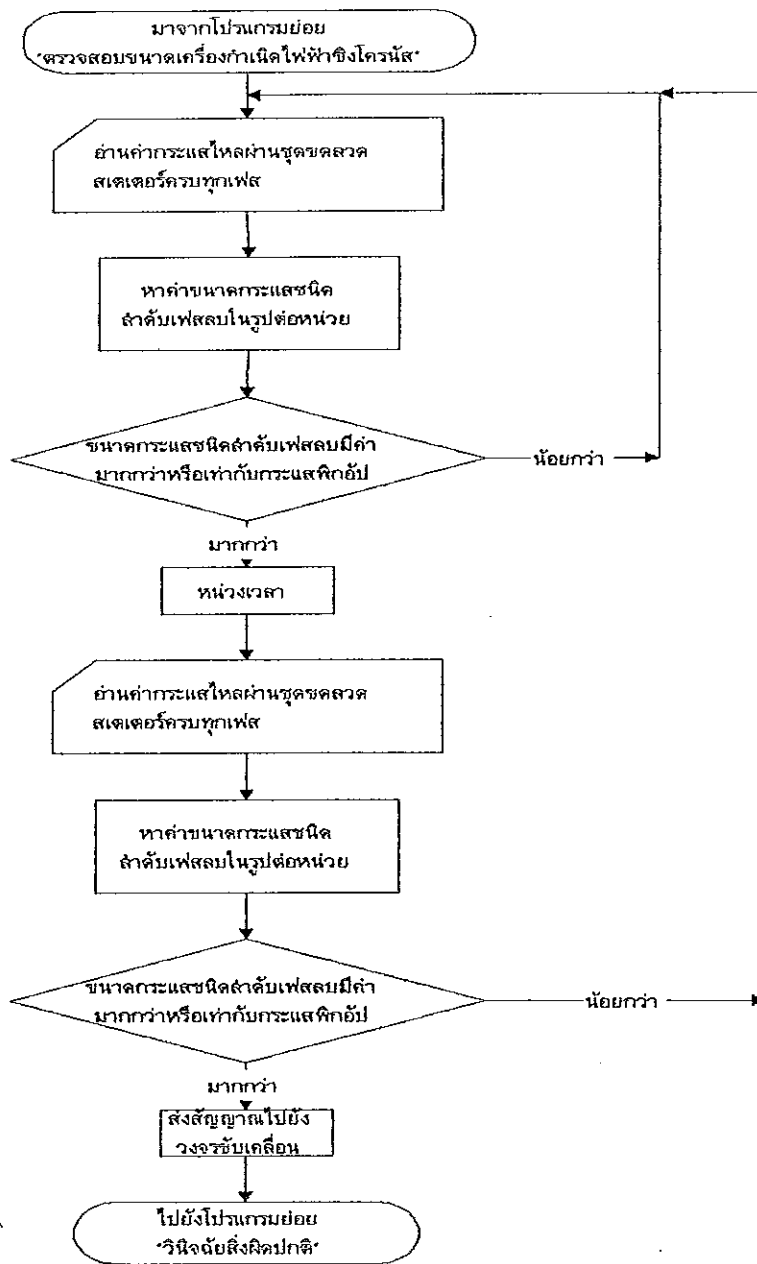 มาจากโปรแกรมย่อย
"ตรวจสอบขนาดเครื่องกำเนิดไฟฟ้าซิงโครนัส"
อ่านค่ากระแสไหลผ่านชุดขดลวด
สเตเตอร์ครบทุกเฟส
หาค่าขนาดกระแสชนิด
ลำดับเฟสลบในรูปต่อหน่วย
ขนาดกระแสชนิดลำดับเฟสลบมีค่า
มากกว่าหรือเท่ากับกระแสพิกอัป
น้อยกว่า
มากกว่า
หน่วงเวลา
อ่านค่ากระแสไหลผ่านชุดขดลวด
สเตเตอร์ครบทุกเฟส
หาค่าขนาดกระแสชนิด
ลำดับเฟสลบในรูปต่อหน่วย
ขนาดกระแสชนิดลำดับเฟสลบมีค่า
มากกว่าหรือเท่ากับกระแสพิกอัป
น้อยกว่า
มากกว่า
ส่งสัญญาณไปยัง
วงจรขับเคลื่อน
ไปยังโปรแกรมย่อย
"วินิจฉัยสิ่งผิดปกติ"